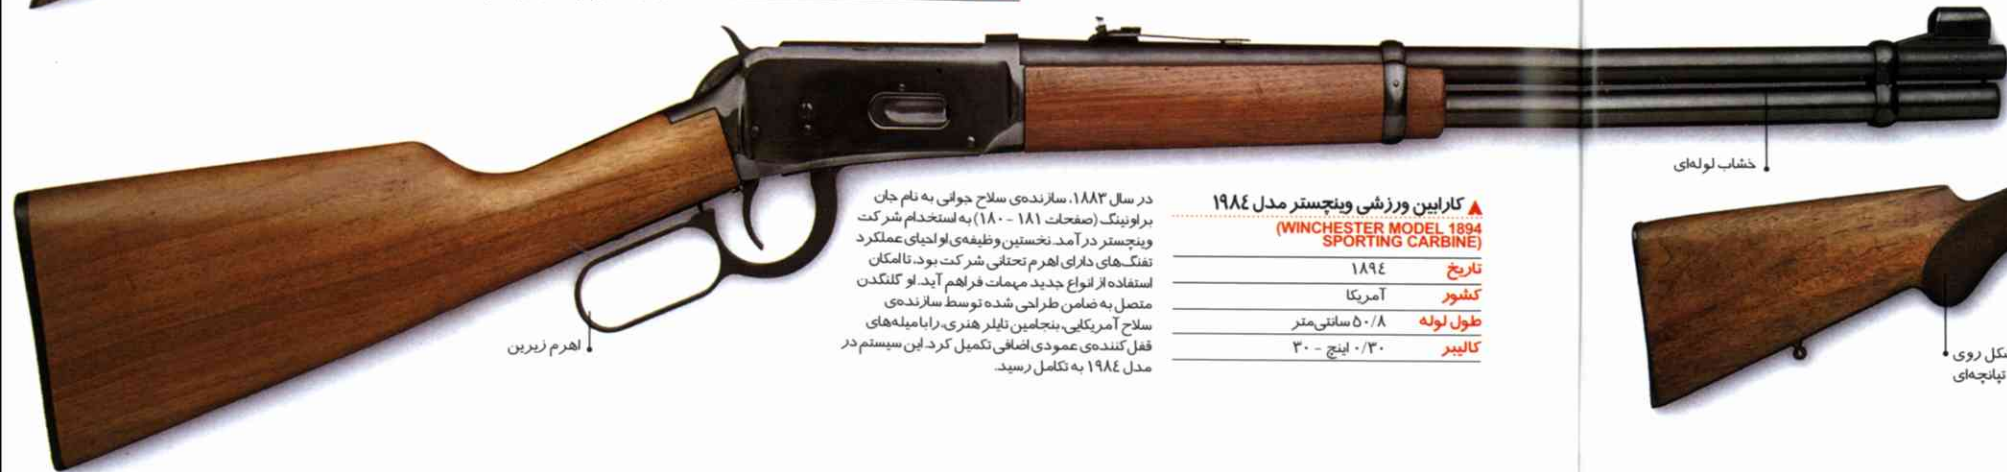 خشاب لوله‌ای
▲ کارابین ورزشی وینچستر مدل ۱۹۸٤
(WINCHESTER MODEL 1894
SPORTING CARBINE)
تاریخ ۱۸۹٤
کشور آمریکا
طول لوله ۵۰/۸ سانتی‌متر
کالیبر ۰/۳۰ اینچ - ۳۰
در سال ۱۸۸۳، سازنده‌ی سلاح جوانی به نام جان
براونینگ (صفحات ۱۸۱ - ۱۸۰) به استخدام شرکت
وینچستر درآمد. نخستین وظیفه‌ی او احیای عملکرد
تفنگ‌های دارای اهرم تحتانی شرکت بود، تا امکان
استفاده از انواع جدید مهمات فراهم آید. او گلنگدن
متصل به ضامن طراحی شده توسط سازنده‌ی
سلاح آمریکایی، بنجامین تایلر هنری، را با میله‌های
قفل کننده‌ی عمودی اضافی تکمیل کرد. این سیستم در
مدل ۱۹۸٤ به تکامل رسید.
اهرم زیرین
روی
تپانچه‌ای